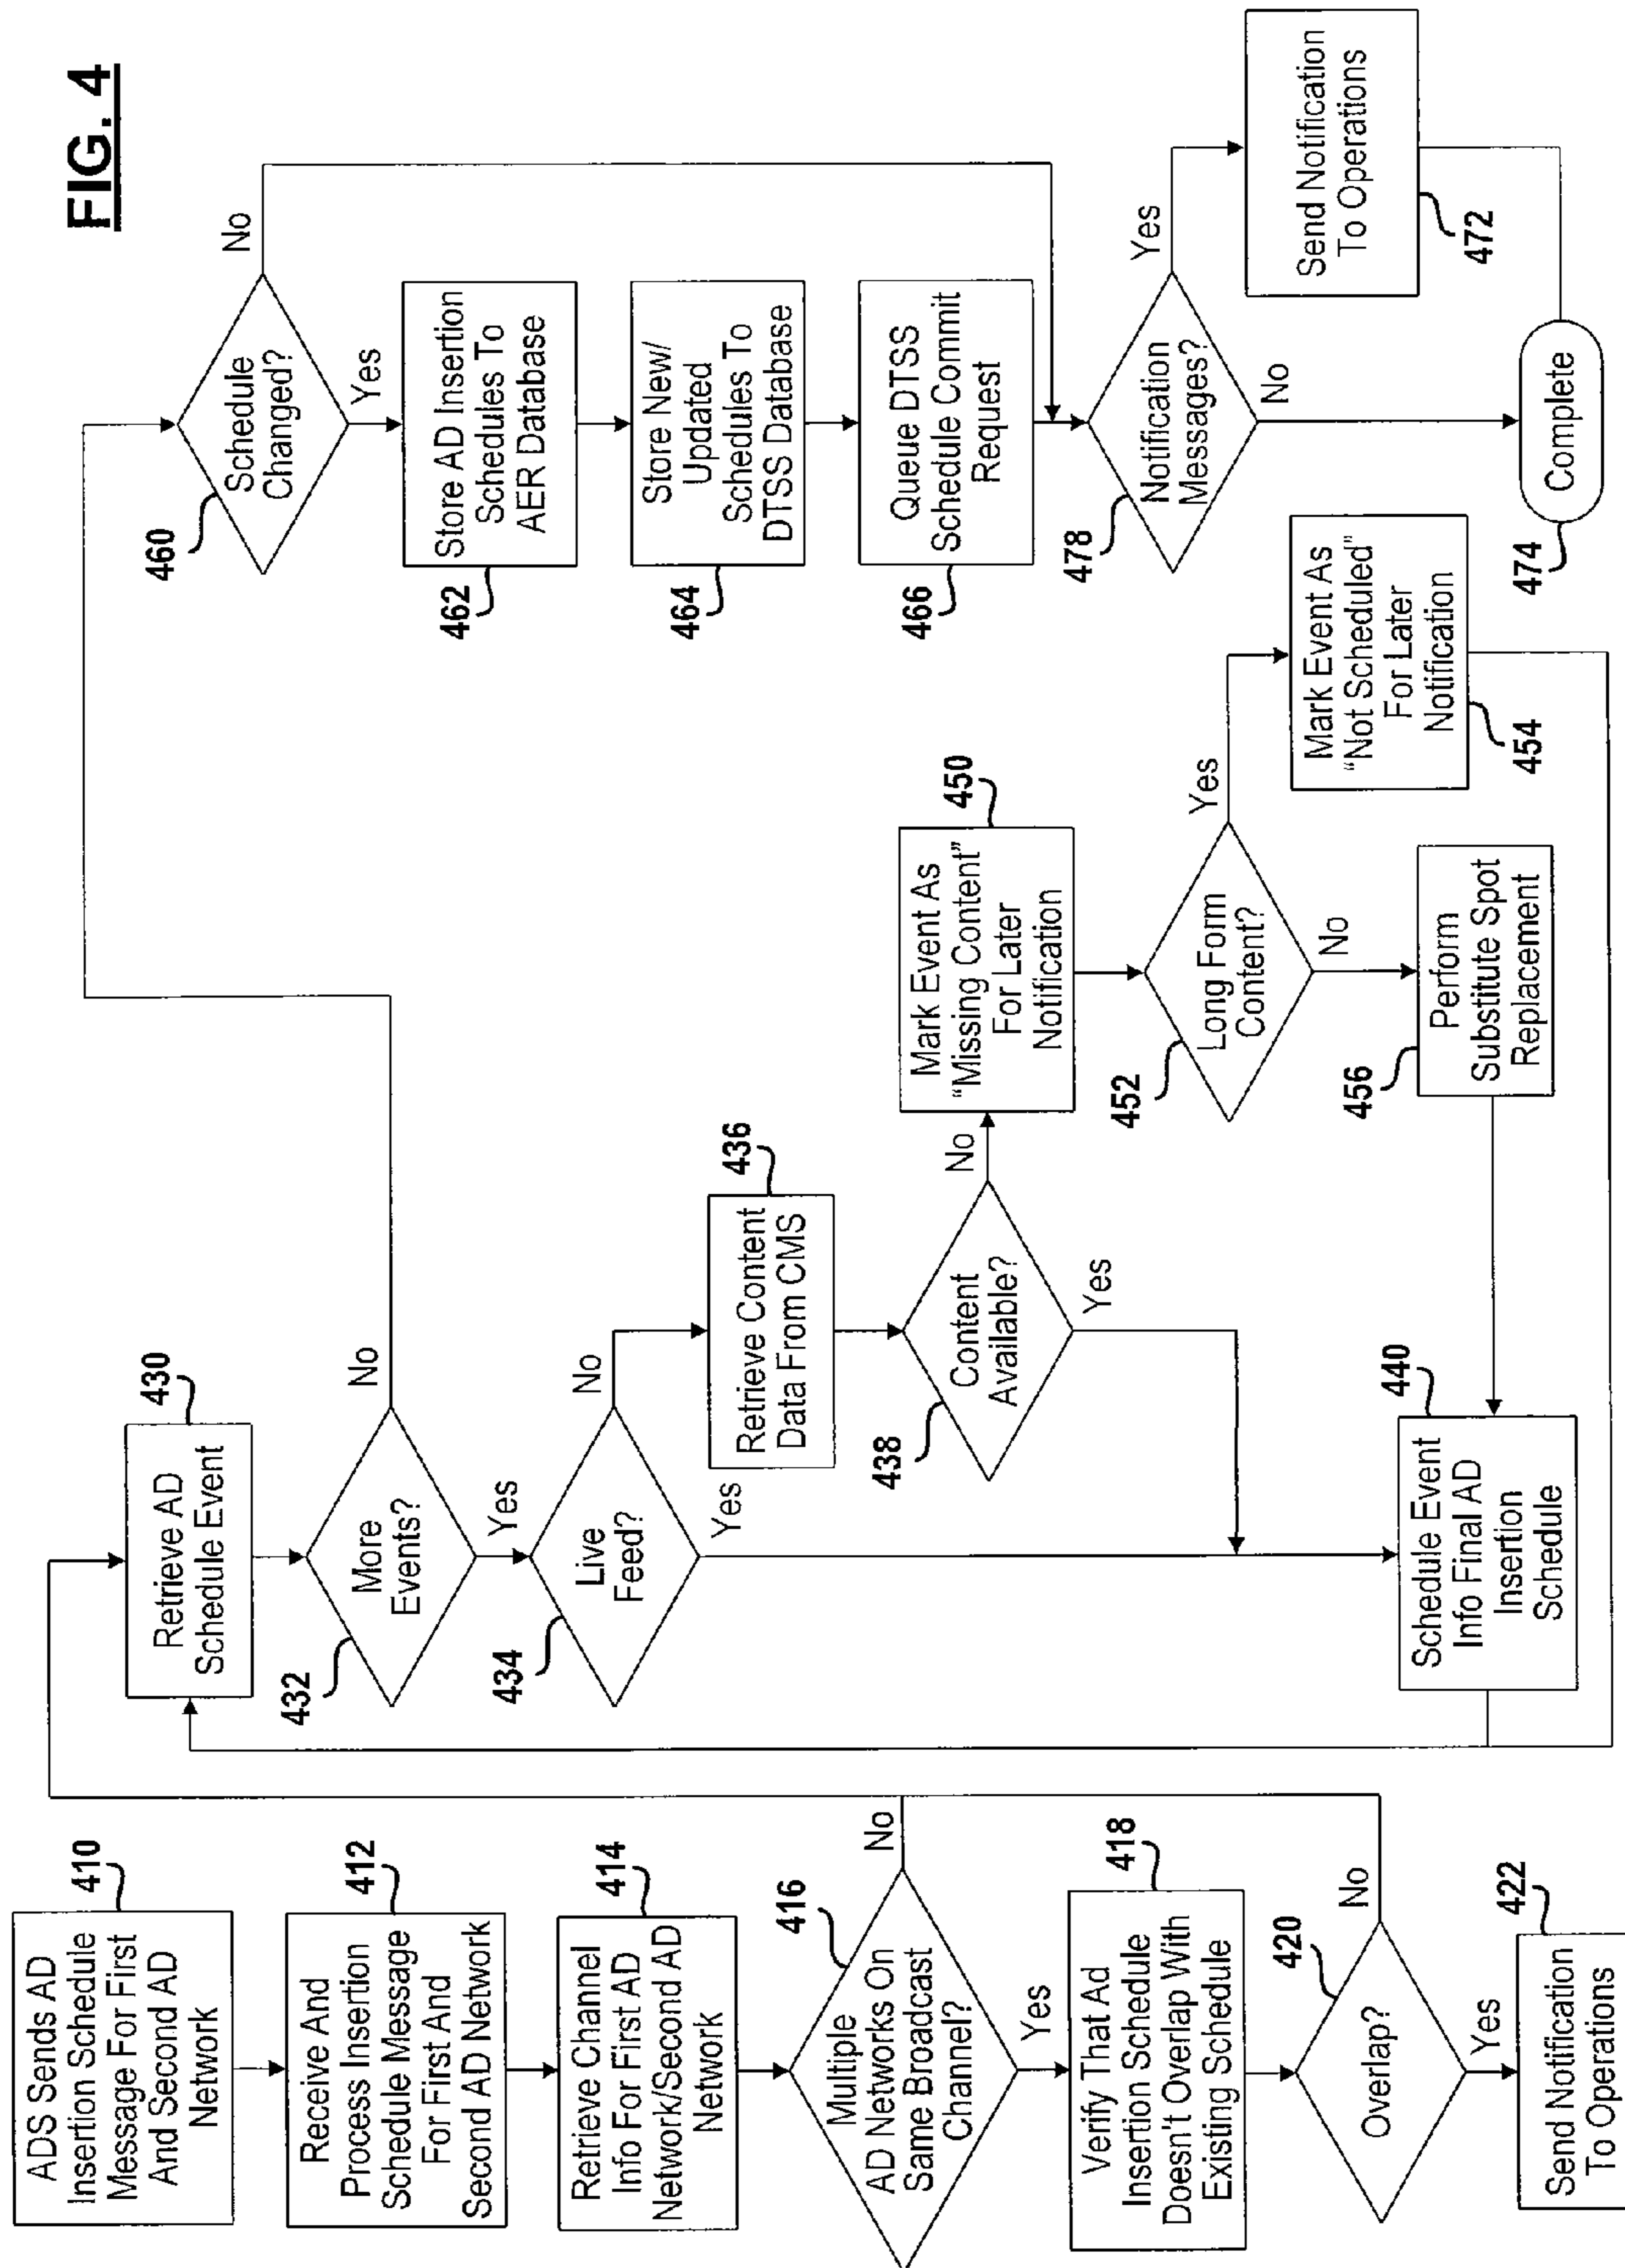 FIG. 4
ADS Sends AD
Insertion Schedule
Message For First
And Second AD
Network
410
Receive And
Process Insertion
Schedule Message
For First And
Second AD Network
412
Retrieve Channel
Info For First AD
Network/Second AD
Network
414
Multiple
AD Networks On
Same Broadcast
Channel?
416
No
Yes
Verify That Ad
Insertion Schedule
Doesn't Overlap With
Existing Schedule
418
Overlap?
420
No
Yes
Send Notification
To Operations
422
Retrieve AD
Schedule Event
430
More
Events?
432
No
Yes
Live
Feed?
434
No
Yes
Retrieve Content
Data From CMS
436
Content
Available?
438
No
Yes
Schedule Event
Info Final AD
Insertion
Schedule
440
Mark Event As
“Missing Content”
For Later
Notification
450
Long Form
Content?
452
Yes
No
Mark Event As
“Not Scheduled”
For Later
Notification
454
Perform
Substitute Spot
Replacement
456
Schedule
Changed?
460
No
Yes
Store AD Insertion
Schedules To
AER Database
462
Store New/
Updated
Schedules To
DTSS Database
464
Queue DTSS
Schedule Commit
Request
466
Notification
Messages?
478
Yes
No
Send Notification
To Operations
472
Complete
474